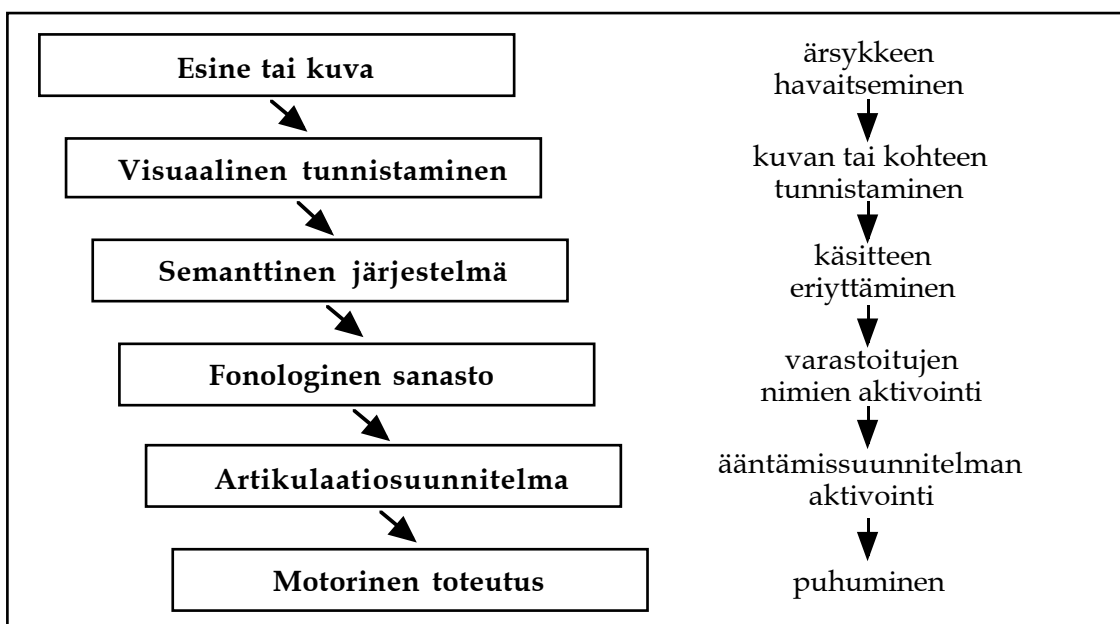 Esine tai kuva
Visuaalinen tunnistaminen
Semanttinen järjestelmä
Fonologinen sanasto
Artikulaatiosuunnitelma
Motorinen toteutus
ärsykkeen
havaitseminen
kuvan tai kohteen
tunnistaminen
käsitteen
eriyttäminen
varastoitujen
nimien aktivointi
ääntämissuunnitelman
aktivointi
puhuminen